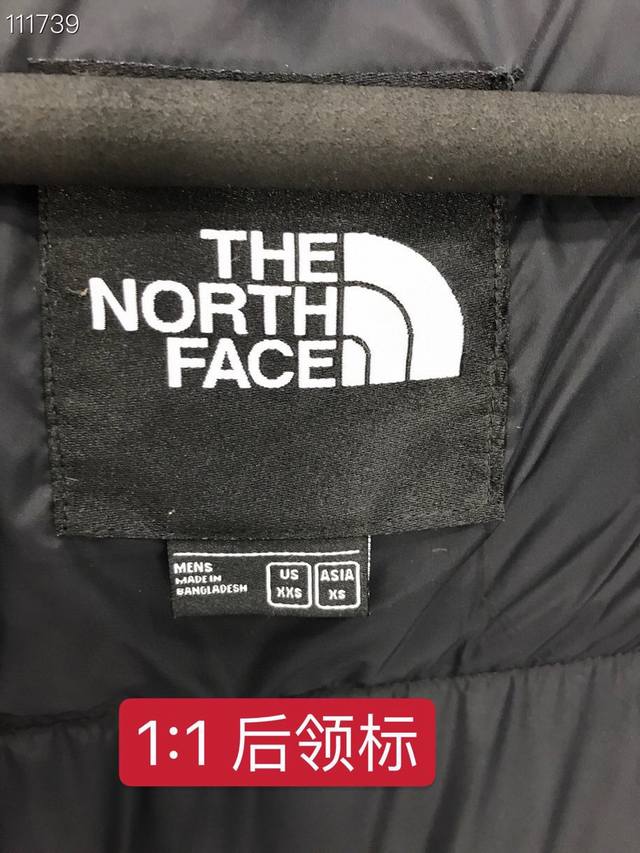 111739
THE
NORTH
FACE
MENS
MADE IN
BANGLADESH
US
XXS
ASIA
XS
1:1 后领标